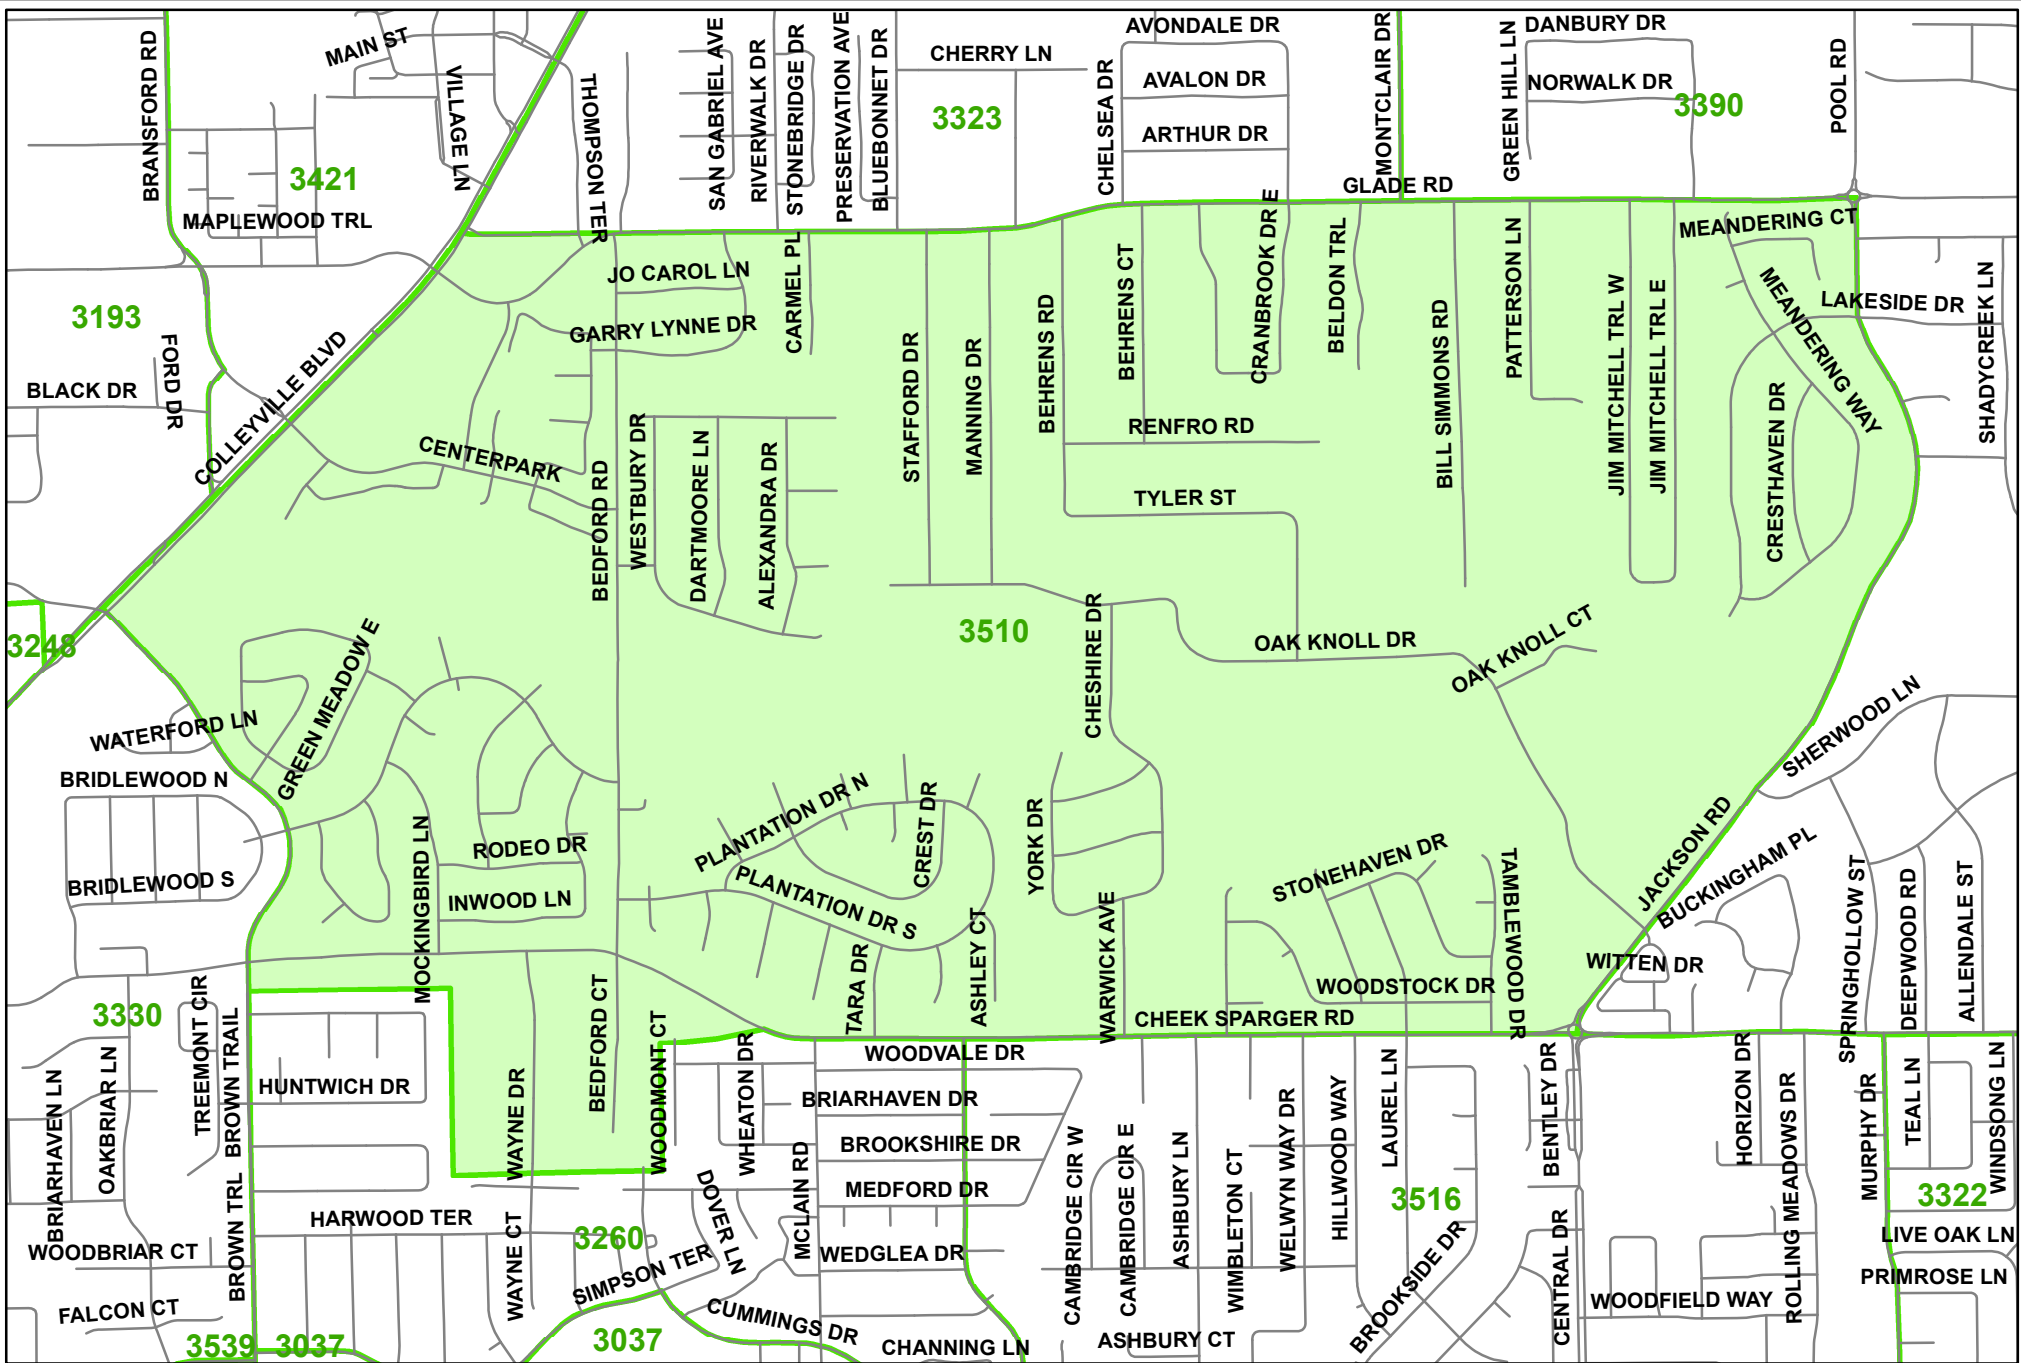 AVONDALE DR
DANBURY DR
MAIN ST
BRANSFORD RD
VILLAGE LN
THOMPSON TER
SAN GABRIEL AVE
RIVERWALK DR
STONEBRIDGE DR
PRESERVATION AVE
BLUEBONNET DR
CHERRY LN
CHELSEA DR
AVALON DR
ARTHUR DR
MONTCLAIR DR
GREEN HILL LN
NORWALK DR
POOL RD
3323
3390
3421
MAPLEWOOD TRL
GLADE RD
MEANDERING CT
JO CAROL LN
GARRY LYNNE DR
CARMEL PL
BEHRENS RD
BEHRENS CT
CRANBROOK DR E
BELDON TRL
PATTERSON LN
JIM MITCHELL TRL W
JIM MITCHELL TRL E
MEANDERING WAY
LAKESIDE DR
SHADYCREEK LN
3193
FORD DR
BLACK DR
COLLEYVILLE BLVD
CENTERPARK
BEDFORD RD
WESTBURY DR
DARTMOORE LN
ALEXANDRA DR
STAFFORD DR
MANNING DR
RENFRO RD
TYLER ST
BILL SIMMONS RD
CRESTHAVEN DR
3248
3510
CHESHIRE DR
OAK KNOLL DR
OAK KNOLL CT
GREEN MEADOW E
WATERFORD LN
BRIDLEWOOD N
BRIDLEWOOD S
MOCKINGBIRD LN
RODEO DR
INWOOD LN
PLANTATION DR N
PLANTATION DR S
CREST DR
YORK DR
TARA DR
ASHLEY CT
WARWICK AVE
STONEHAVEN DR
WOODSTOCK DR
TAMBLEWOOD DR
JACKSON RD
SHERWOOD LN
BUCKINGHAM PL
WITTEN DR
SPRINGHOLLOW ST
DEEPWOOD RD
ALLENDALE ST
3330
TREEMONT CIR
BROWN TRAIL
BEDFORD CT
WOODMONT CT
CHEEK SPARGER RD
WOODVALE DR
HUNTWICH DR
WAYNE DR
WHEATON DR
BRIARHAVEN DR
BROOKSHIRE DR
MEDFORD DR
WEDGLEA DR
BRIARHAVEN LN
OAKBRIAR LN
LAUREL LN
BENTLEY DR
HORIZON DR
ROLLING MEADOWS DR
MURPHY DR
TEAL LN
WINDSONG LN
CAMBRIDGE CIR W
CAMBRIDGE CIR E
ASHBURY LN
WIMBLETON CT
WELWYN WAY DR
HILLWOOD WAY
3516
3322
BROWN TRL
HARWOOD TER
WAYNE CT
3260
DOVER LN
MCLAIN RD
SIMPSON TER
WOODBRIAR CT
FALCON CT
BROOKSIDE DR
CENTRAL DR
LIVE OAK LN
PRIMROSE LN
WOODFIELD WAY
CUMMINGS DR
CHANNING LN
ASHBURY CT
3539
3037
3037